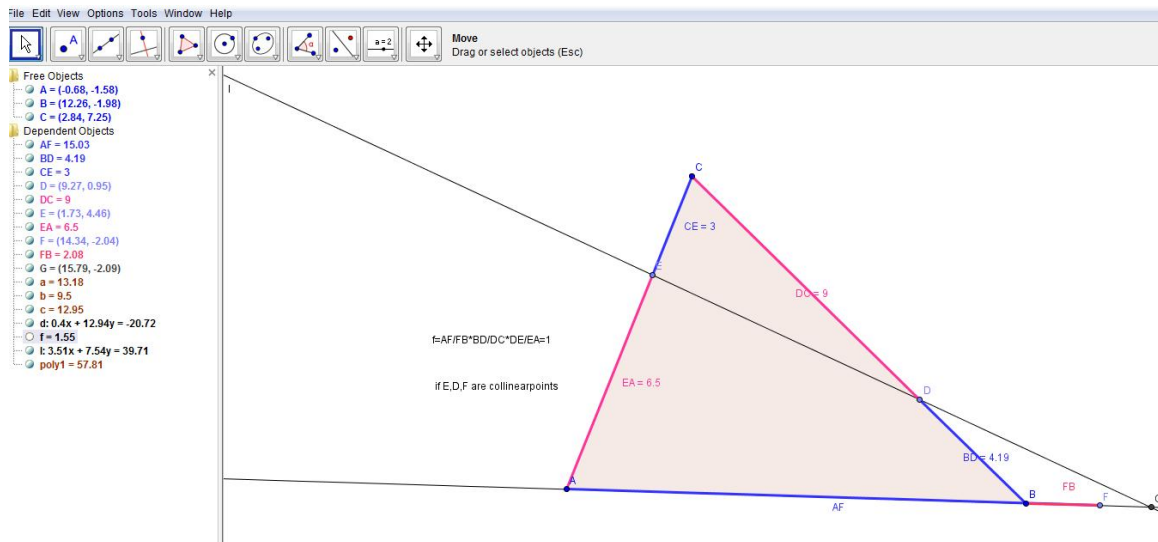 File Edit View Options Tools Window Help
A
α
a = 2
Move
Drag or select objects (Esc)
Free Objects
A = (-0.68, -1.58)
B = (12.26, -1.98)
C = (2.84, 7.25)
Dependent Objects
AF = 15.03
BD = 4.19
CE = 3
D = (9.27, 0.95)
DC = 9
E = (1.73, 4.46)
EA = 6.5
F = (14.34, -2.04)
FB = 2.08
G = (15.79, -2.09)
a = 13.18
b = 9.5
c = 12.95
d: 0.4x + 12.94y = -20.72
f = 1.55
l: 3.51x + 7.54y = 39.71
poly1 = 57.81
l
C
CE = 3
E
DC = 9
f=AF/FB*BD/DC*DE/EA=1
EA = 6.5
if E,D,F are collinearpoints
D
BD = 4.19
A
FB
B
F
G
AF